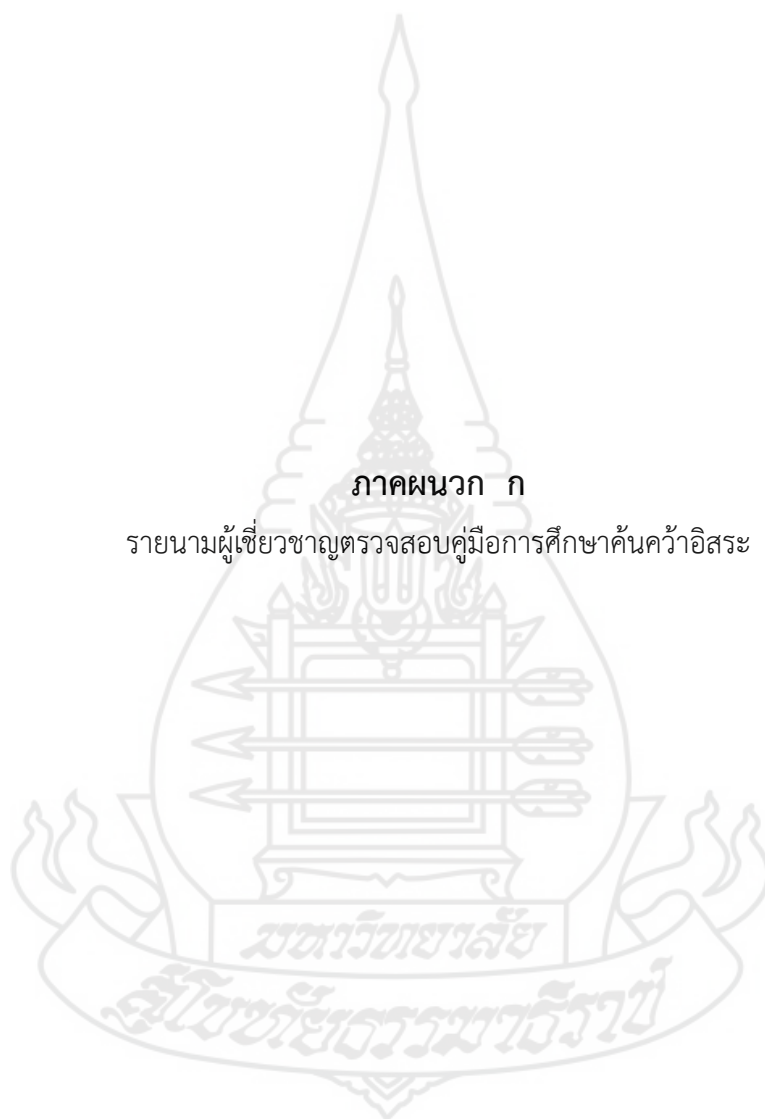 ภาคผนวก ก
รายนามผู้เชี่ยวชาญตรวจสอบคู่มือการศึกษาค้นคว้าอิสระ
มหาวิทยาลัย
สุโขทัยธรรมาธิราช